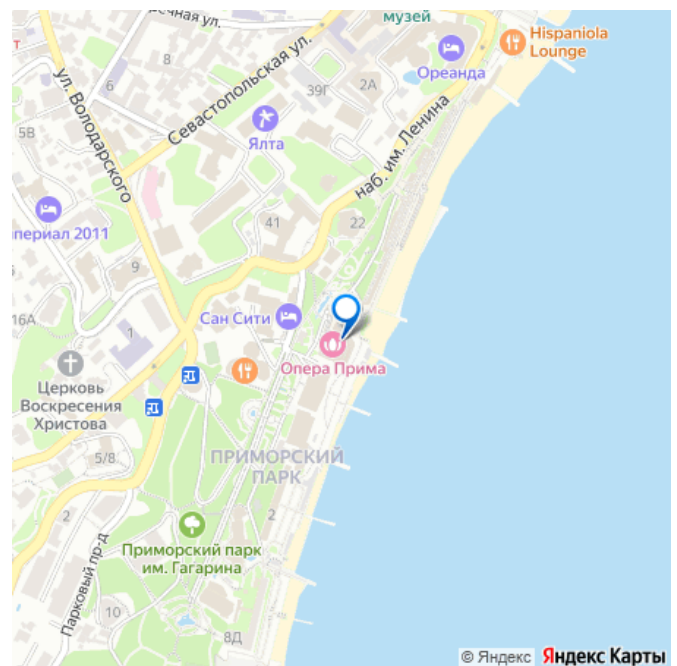 музей
Hispaniola
Lounge
Ореанда
ечная ул.
т
ул. Володарского
Севастопольская ул.
наб. им. Ленина
6
8
39Г
2А
5В
Ялта
периал 2011
9
41
22
16А
1
Сан Сити
Опера Прима
Церковь
Воскресения
Христова
5/8
ПРИМОРСКИЙ
ПАРК
2
2
Приморский парк
им. Гагарина
Парковый пр-д
10
8Д
© Яндекс Яндекс Карты